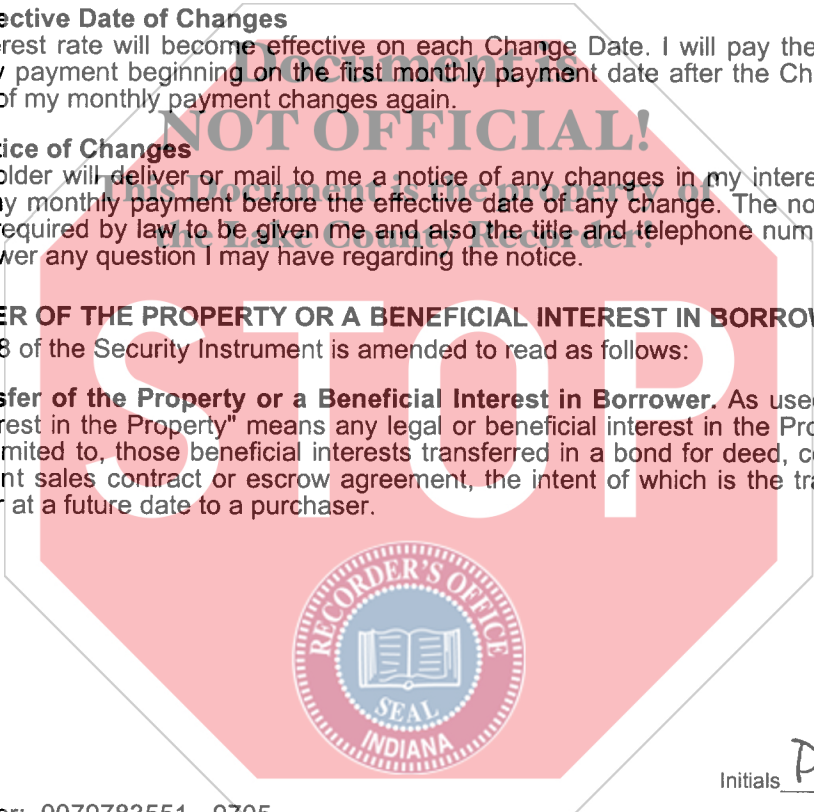 ective Date of Changes
rest rate will become effective on each Change Date. I will pay the
payment beginning on the first monthly payment date after the Ch
of my monthly payment changes again.
ice of Changes
older will deliver or mail to me a notice of any changes in my intere
y monthly payment before the effective date of any change. The no
equired by law to be given me and also the title and telephone num
wer any question I may have regarding the notice.
ER OF THE PROPERTY OR A BENEFICIAL INTEREST IN BORROW
8 of the Security Instrument is amended to read as follows:
sfer of the Property or a Beneficial Interest in Borrower. As use
rest in the Property" means any legal or beneficial interest in the Pro
mited to, those beneficial interests transferred in a bond for deed, c
nt sales contract or escrow agreement, the intent of which is the tra
r at a future date to a purchaser.
Document is
NOT OFFICIAL!
This Document is the property of
the Lake County Recorder!
STOP
RECORDER'S OFFICE
SEAL
INDIANA
Initials